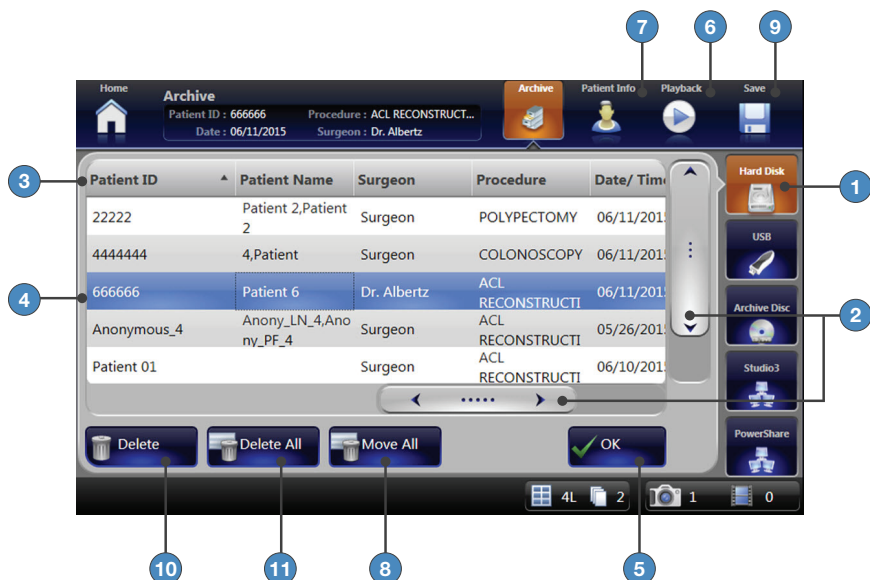 7
6
9
Home
Archive
Patient ID : 666666
Procedure : ACL RECONSTRUCT...
Date : 06/11/2015
Surgeon : Dr. Albertz
Archive
Patient Info
Playback
Save
3
Patient ID
Patient Name
Surgeon
Procedure
Date/ Time
Hard Disk
1
22222
Patient 2,Patient
2
Surgeon
POLYPECTOMY
06/11/2015
USB
4444444
4,Patient
Surgeon
COLONOSCOPY
06/11/201
4
666666
Patient 6
Dr. Albertz
ACL
RECONSTRUCTI
06/11/201
Archive Disc
2
Anonymous_4
Anony_LN_4,Ano
ny_PF_4
Surgeon
ACL
RECONSTRUCTI
05/26/201
Patient 01
Surgeon
ACL
RECONSTRUCTI
06/10/201
Studio3
Delete
Delete All
Move All
OK
PowerShare
4L
2
1
0
10
11
8
5